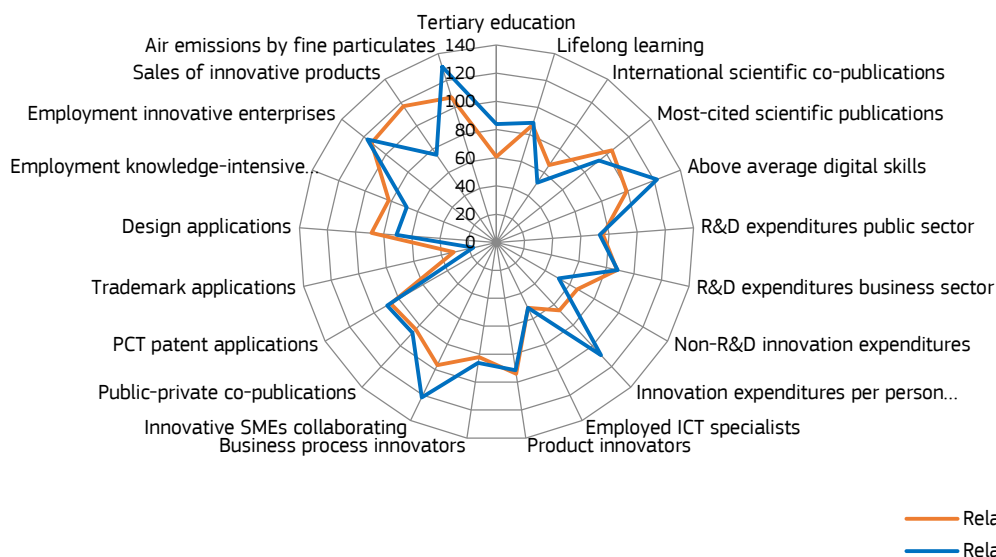 Tertiary education
Lifelong learning
International scientific co-publications
Most-cited scientific publications
Above average digital skills
R&D expenditures public sector
R&D expenditures business sector
Non-R&D innovation expenditures
Innovation expenditures per person...
Employed ICT specialists
Product innovators
Business process innovators
Innovative SMEs collaborating
Public-private co-publications
PCT patent applications
Trademark applications
Design applications
Employment knowledge-intensive...
Employment innovative enterprises
Sales of innovative products
Air emissions by fine particulates
140
120
100
80
60
40
20
0
Rela
Rela